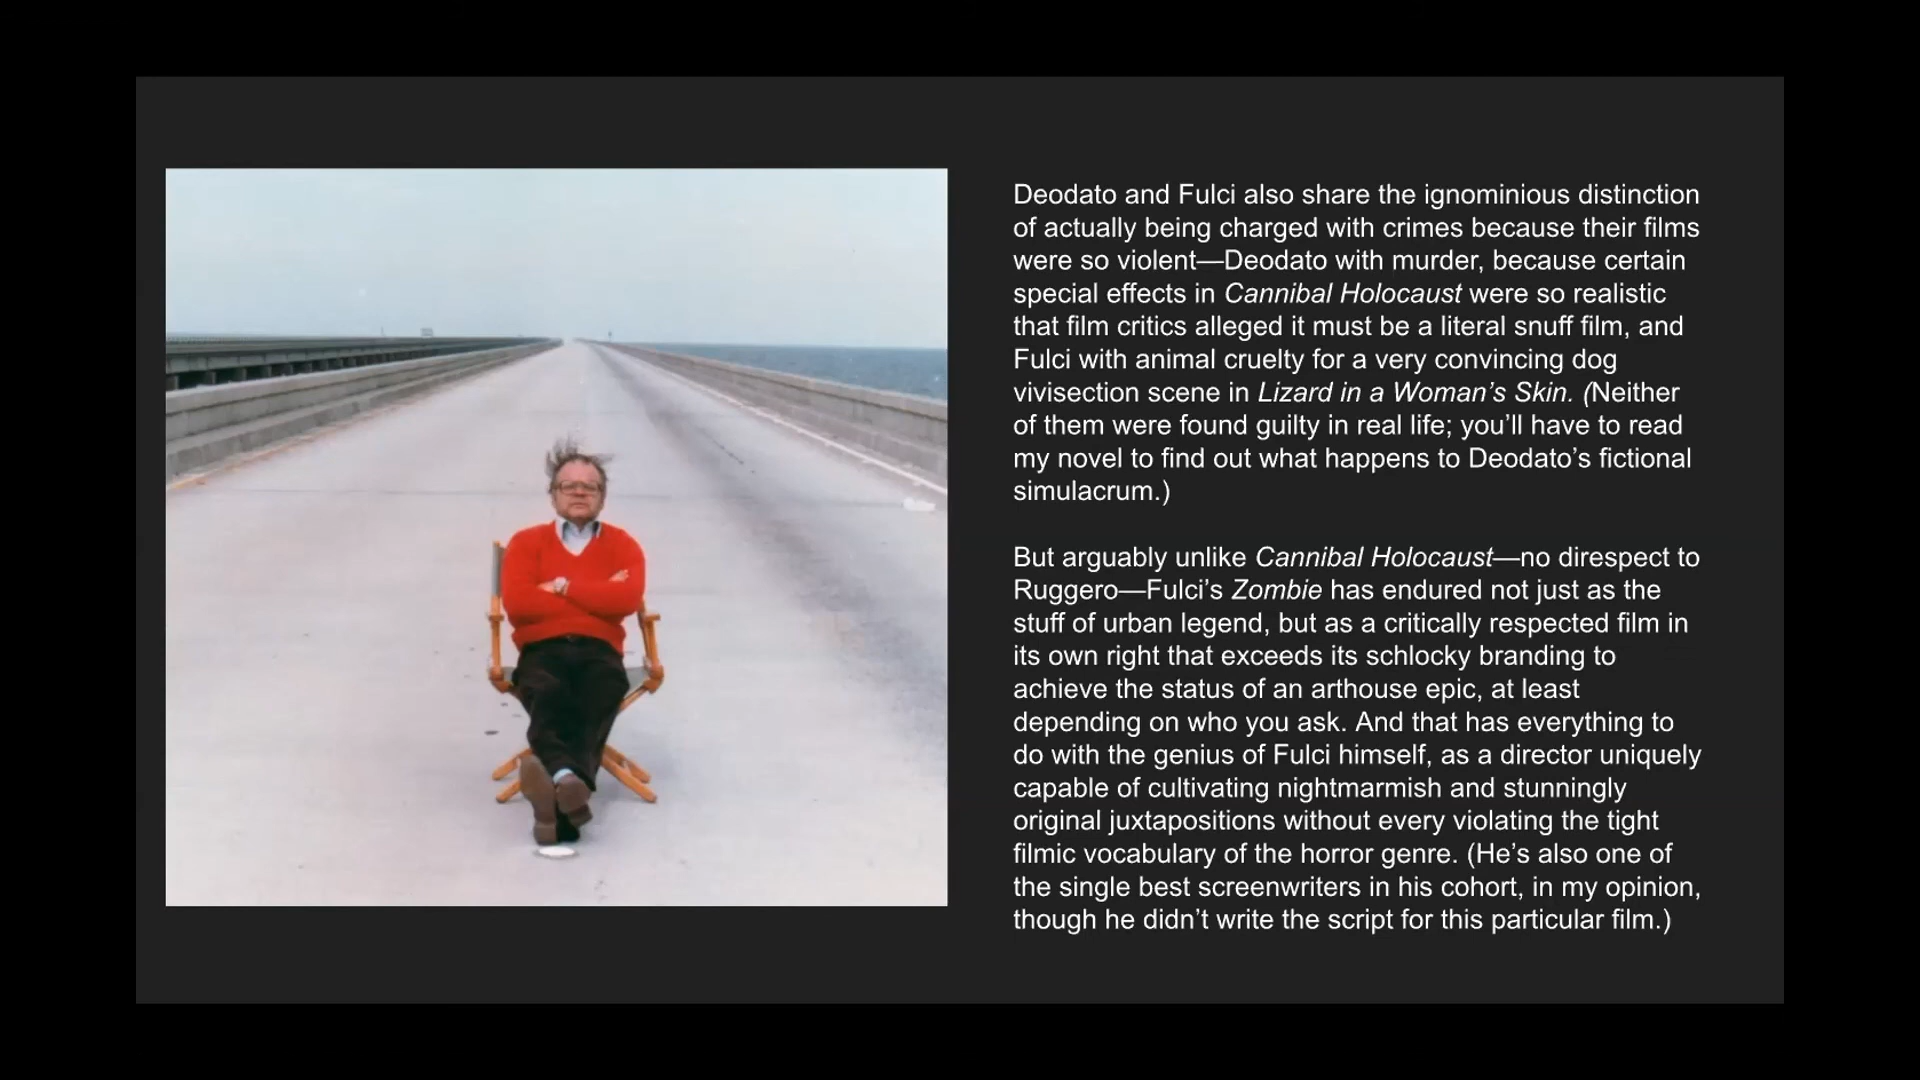 Deodato and Fulci also share the ignominious distinction
of actually being charged with crimes because their films
were so violent—Deodato with murder, because certain
special effects in Cannibal Holocaust were so realistic
that film critics alleged it must be a literal snuff film, and
Fulci with animal cruelty for a very convincing dog
vivisection scene in Lizard in a Woman’s Skin. (Neither
of them were found guilty in real life; you’ll have to read
my novel to find out what happens to Deodato’s fictional
simulacrum.)
But arguably unlike Cannibal Holocaust—no direspect to
Ruggero—Fulci’s Zombie has endured not just as the
stuff of urban legend, but as a critically respected film in
its own right that exceeds its schlocky branding to
achieve the status of an arthouse epic, at least
depending on who you ask. And that has everything to
do with the genius of Fulci himself, as a director uniquely
capable of cultivating nightmarmish and stunningly
original juxtapositions without every violating the tight
filmic vocabulary of the horror genre. (He’s also one of
the single best screenwriters in his cohort, in my opinion,
though he didn’t write the script for this particular film.)